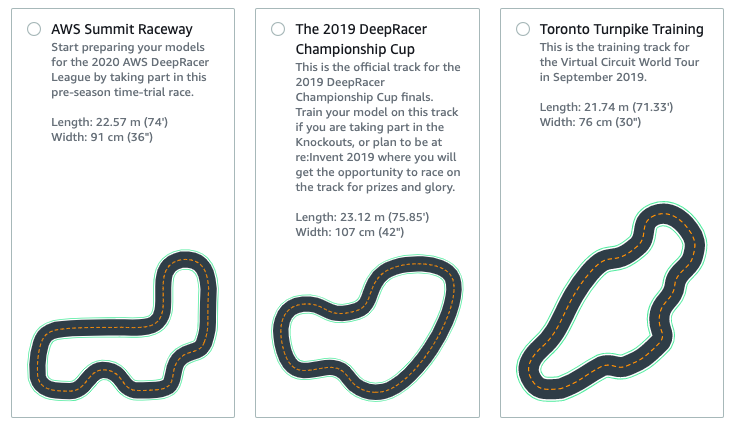 AWS Summit Raceway
Start preparing your models
for the 2020 AWS DeepRacer
League by taking part in this
pre-season time-trial race.
Length: 22.57 m (74')
Width: 91 cm (36")
The 2019 DeepRacer
Championship Cup
This is the official track for the
2019 DeepRacer
Championship Cup finals.
Train your model on this track
if you are taking part in the
Knockouts, or plan to be at
re:Invent 2019 where you will
get the opportunity to race on
the track for prizes and glory.
Length: 23.12 m (75.85')
Width: 107 cm (42")
Toronto Turnpike Training
This is the training track for
the Virtual Circuit World Tour
in September 2019.
Length: 21.74 m (71.33')
Width: 76 cm (30")